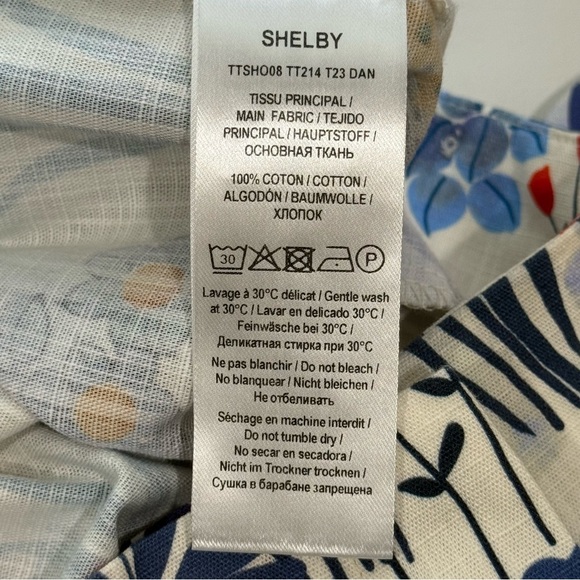 SHELBY
TTSHO08 TT214 T23 DAN
TISSU PRINCIPAL /
MAIN FABRIC / TEJIDO
PRINCIPAL / HAUPTSTOFF /
ОСНОВНАЯ ТКАНЬ
100% COTON / COTTON /
ALGODÓN / BAUMWOLLE /
ХЛОПОК
30 P
Lavage à 30°C délicat / Gentle wash
at 30°C / Lavar en delicado 30°C /
Feinwäsche bei 30°C /
Деликатная стирка при 30°C
Ne pas blanchir / Do not bleach /
No blanquear / Nicht bleichen /
Не отбеливать
Séchage en machine interdit /
Do not tumble dry /
No secar en secadora /
Nicht im Trockner trocknen /
Сушка в барабане запрещена